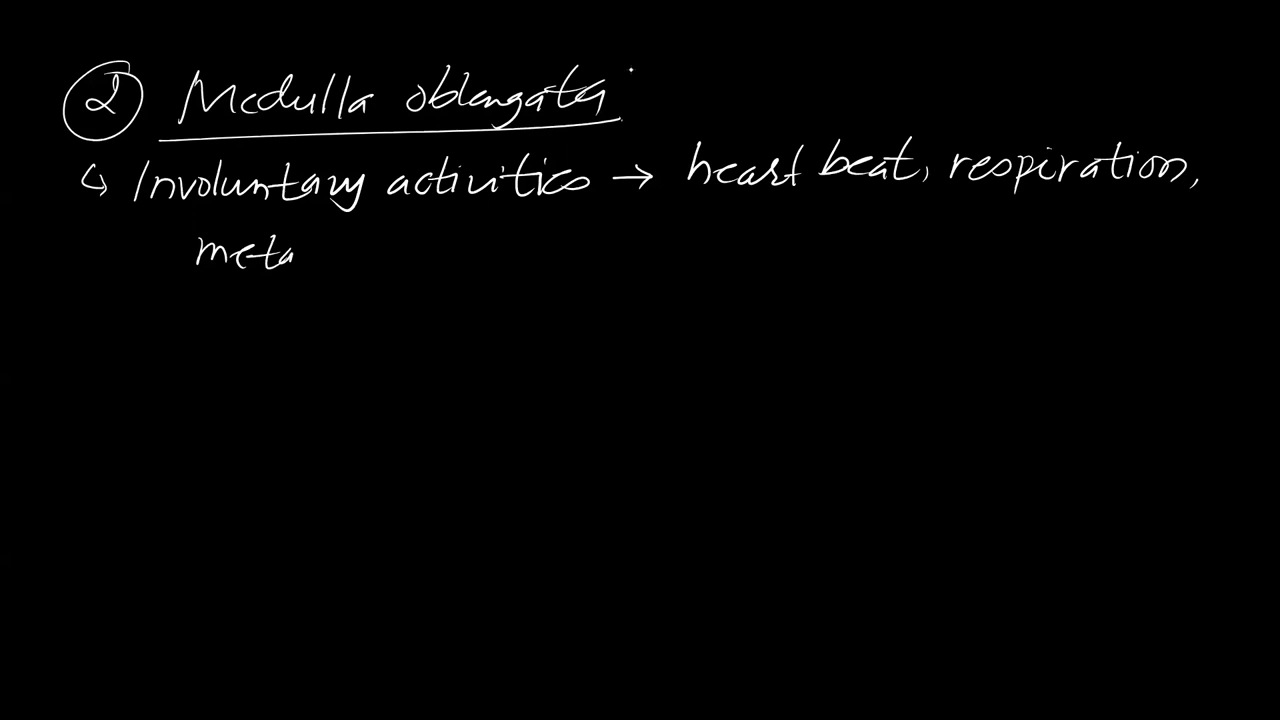 ② Medulla oblongata
↳ Involuntary activities → heart beat, respiration,
meta